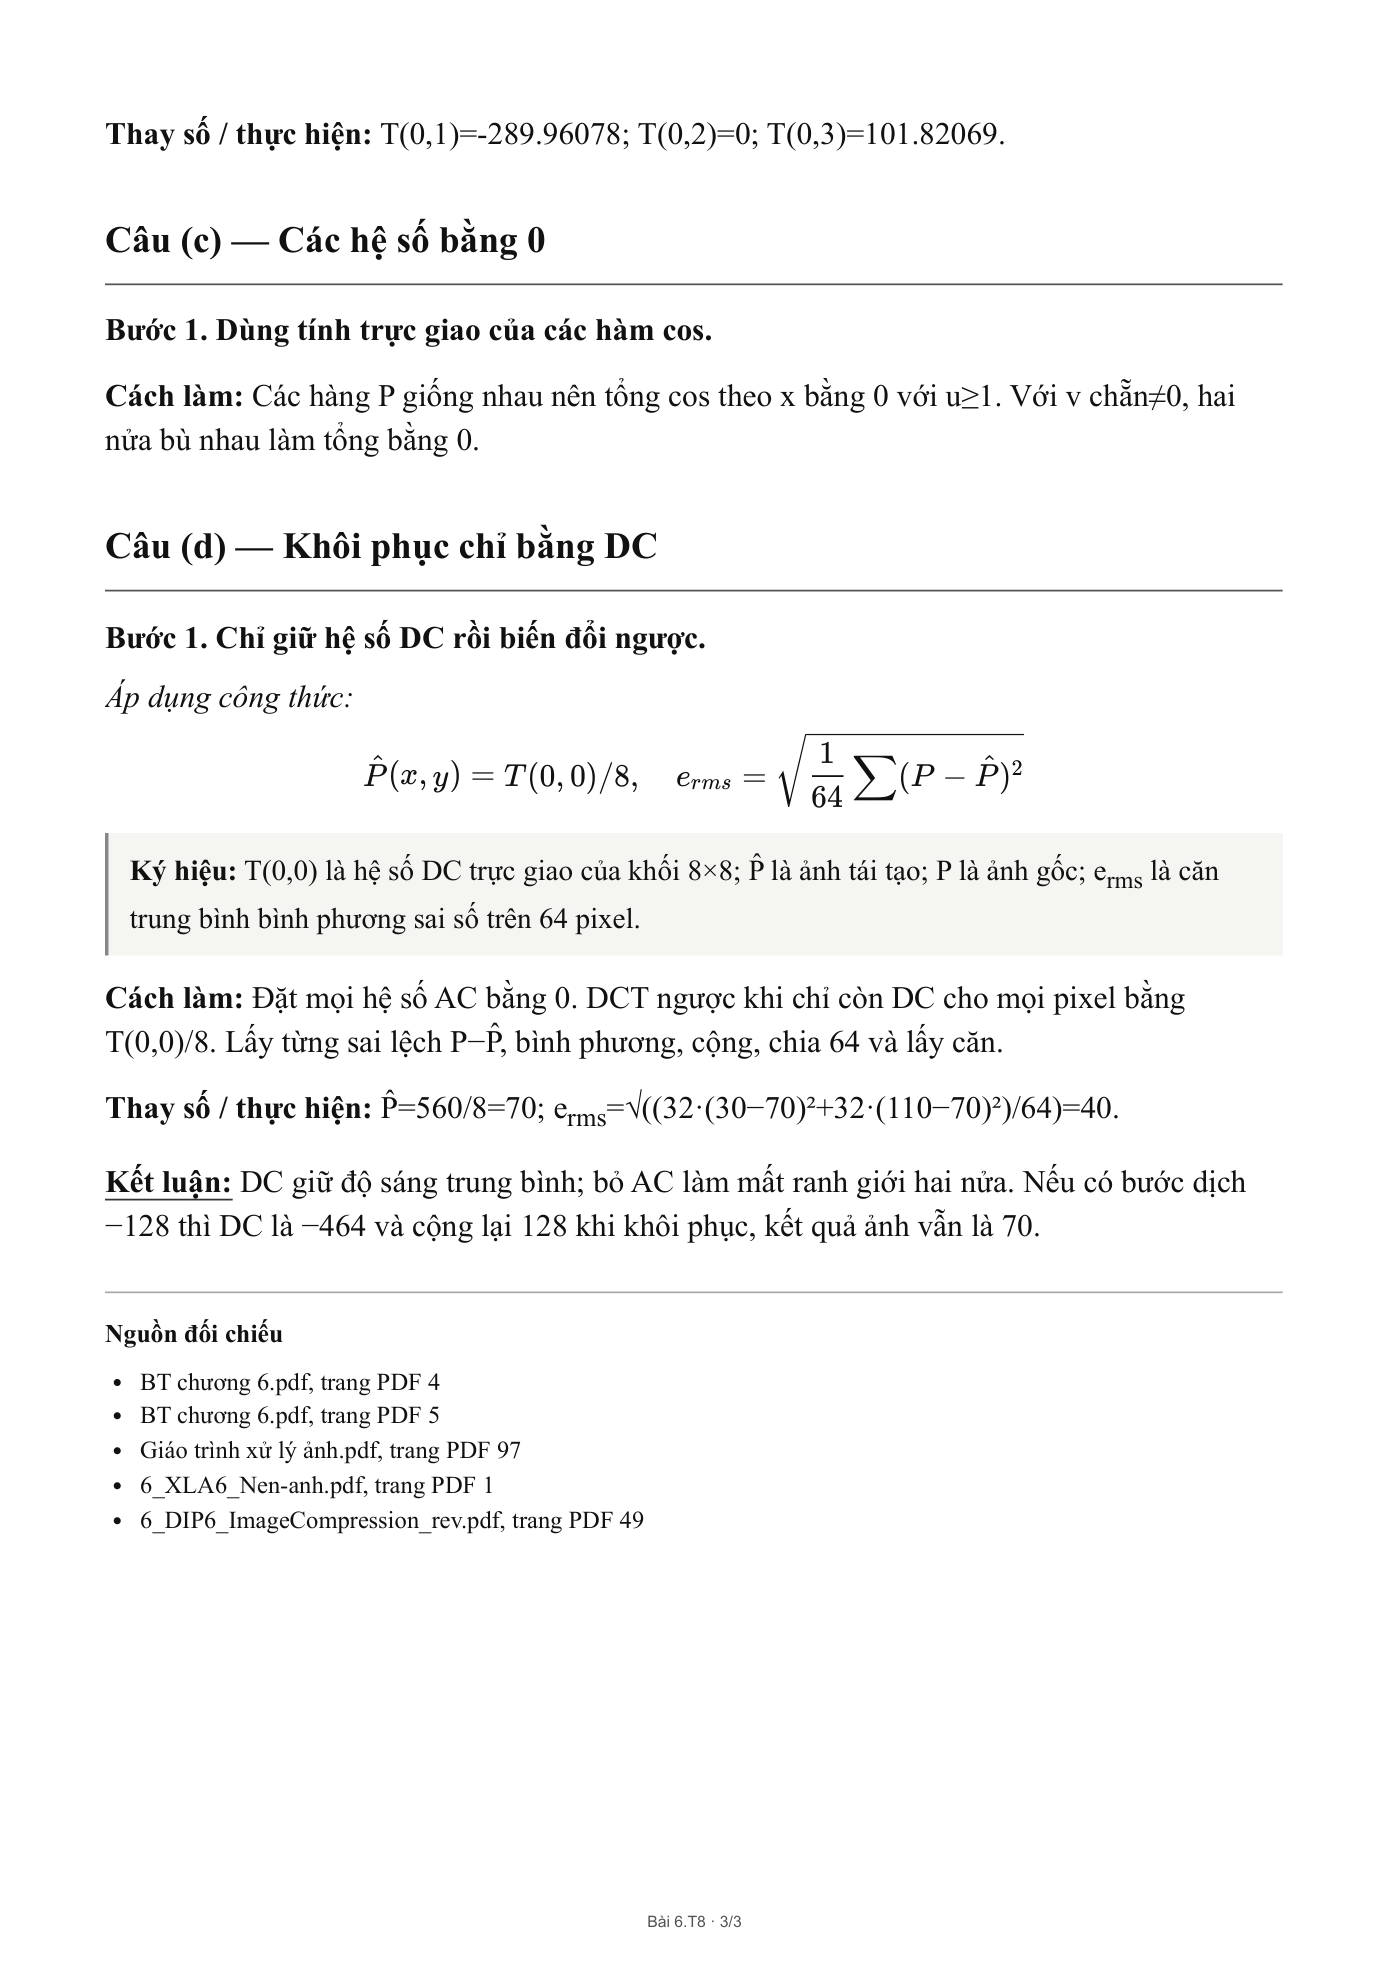 Thay số / thực hiện: T(0,1)=-289.96078; T(0,2)=0; T(0,3)=101.82069.
Câu (c) — Các hệ số bằng 0
Bước 1. Dùng tính trực giao của các hàm cos.
Cách làm: Các hàng P giống nhau nên tổng cos theo x bằng 0 với u≥1. Với v chẵn≠0, hai
nửa bù nhau làm tổng bằng 0.
Câu (d) — Khôi phục chỉ bằng DC
Bước 1. Chỉ giữ hệ số DC rồi biến đổi ngược.
Áp dụng công thức:
P̂(x, y) = T(0, 0)/8, e_rms = √(1/64 ∑(P − P̂)²)
Ký hiệu: T(0,0) là hệ số DC trực giao của khối 8×8; P̂ là ảnh tái tạo; P là ảnh gốc; e_rms là căn
trung bình bình phương sai số trên 64 pixel.
Cách làm: Đặt mọi hệ số AC bằng 0. DCT ngược khi chỉ còn DC cho mọi pixel bằng
T(0,0)/8. Lấy từng sai lệch P−P̂, bình phương, cộng, chia 64 và lấy căn.
Thay số / thực hiện: P̂=560/8=70; e_rms=√((32·(30−70)²+32·(110−70)²)/64)=40.
Kết luận: DC giữ độ sáng trung bình; bỏ AC làm mất ranh giới hai nửa. Nếu có bước dịch
−128 thì DC là −464 và cộng lại 128 khi khôi phục, kết quả ảnh vẫn là 70.
Nguồn đối chiếu
• BT chương 6.pdf, trang PDF 4
• BT chương 6.pdf, trang PDF 5
• Giáo trình xử lý ảnh.pdf, trang PDF 97
• 6_XLA6_Nen-anh.pdf, trang PDF 1
• 6_DIP6_ImageCompression_rev.pdf, trang PDF 49
Bài 6.T8 · 3/3